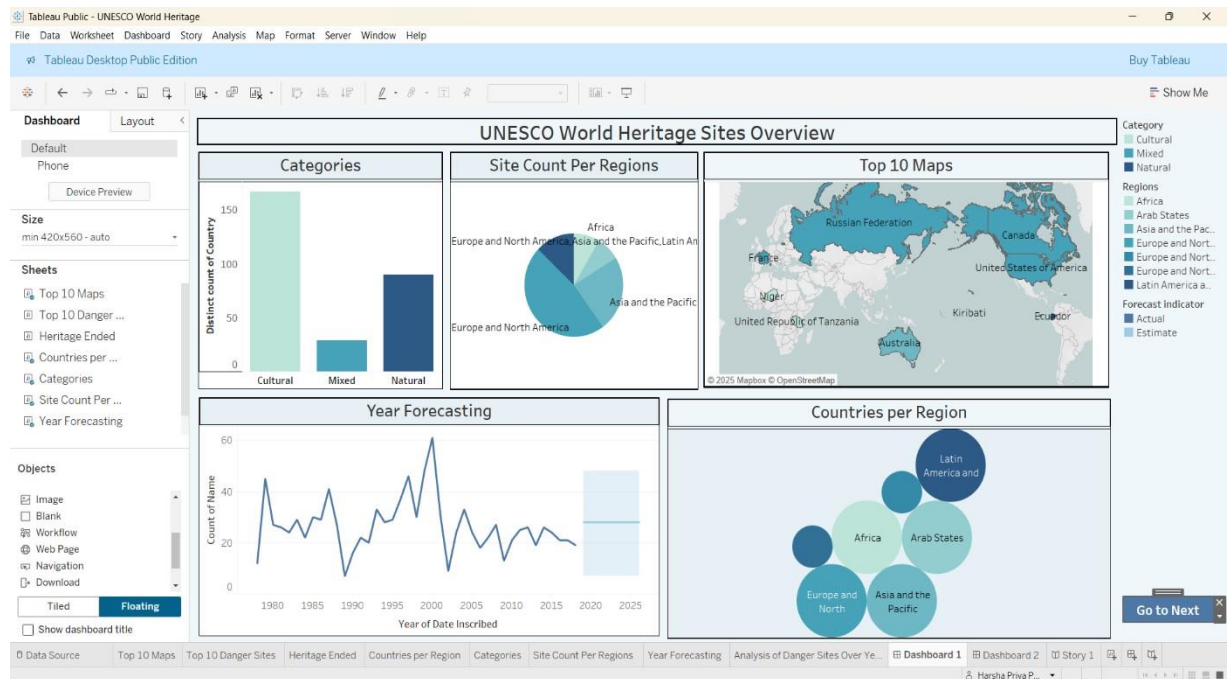 Tableau Public - UNESCO World Heritage
File Data Worksheet Dashboard Story Analysis Map Format Server Window Help
Tableau Desktop Public Edition
Buy Tableau
Show Me
Dashboard
Layout
Default
Phone
Device Preview
Size
min 420x560 - auto
Sheets
Top 10 Maps
Top 10 Danger ...
Heritage Ended
Countries per ...
Categories
Site Count Per ...
Year Forecasting
Objects
Image
Blank
Workflow
Web Page
Navigation
Download
Tiled
Floating
Show dashboard title
UNESCO World Heritage Sites Overview
Categories
Distinct count of Country
150
100
50
0
Cultural
Mixed
Natural
Site Count Per Regions
Africa
Europe and North America,Asia and the Pacific,Latin An
Asia and the Pacific
Europe and North America
Top 10 Maps
Russian Federation
Canada
France
United States of America
Niger
Kiribati
Ecuador
United Republic of Tanzania
Australia
© 2025 Mapbox © OpenStreetMap
Year Forecasting
Count of Name
60
40
20
0
1980 1985 1990 1995 2000 2005 2010 2015 2020 2025
Year of Date Inscribed
Countries per Region
Latin
America and
Africa
Arab States
Europe and
North
Asia and the
Pacific
Category
Cultural
Mixed
Natural
Regions
Africa
Arab States
Asia and the Pac..
Europe and Nort..
Europe and Nort..
Europe and Nort..
Latin America a..
Forecast indicator
Actual
Estimate
Go to Next
Data Source
Top 10 Maps
Top 10 Danger Sites
Heritage Ended
Countries per Region
Categories
Site Count Per Regions
Year Forecasting
Analysis of Danger Sites Over Ye...
Dashboard 1
Dashboard 2
Story 1
Harsha Priva P...